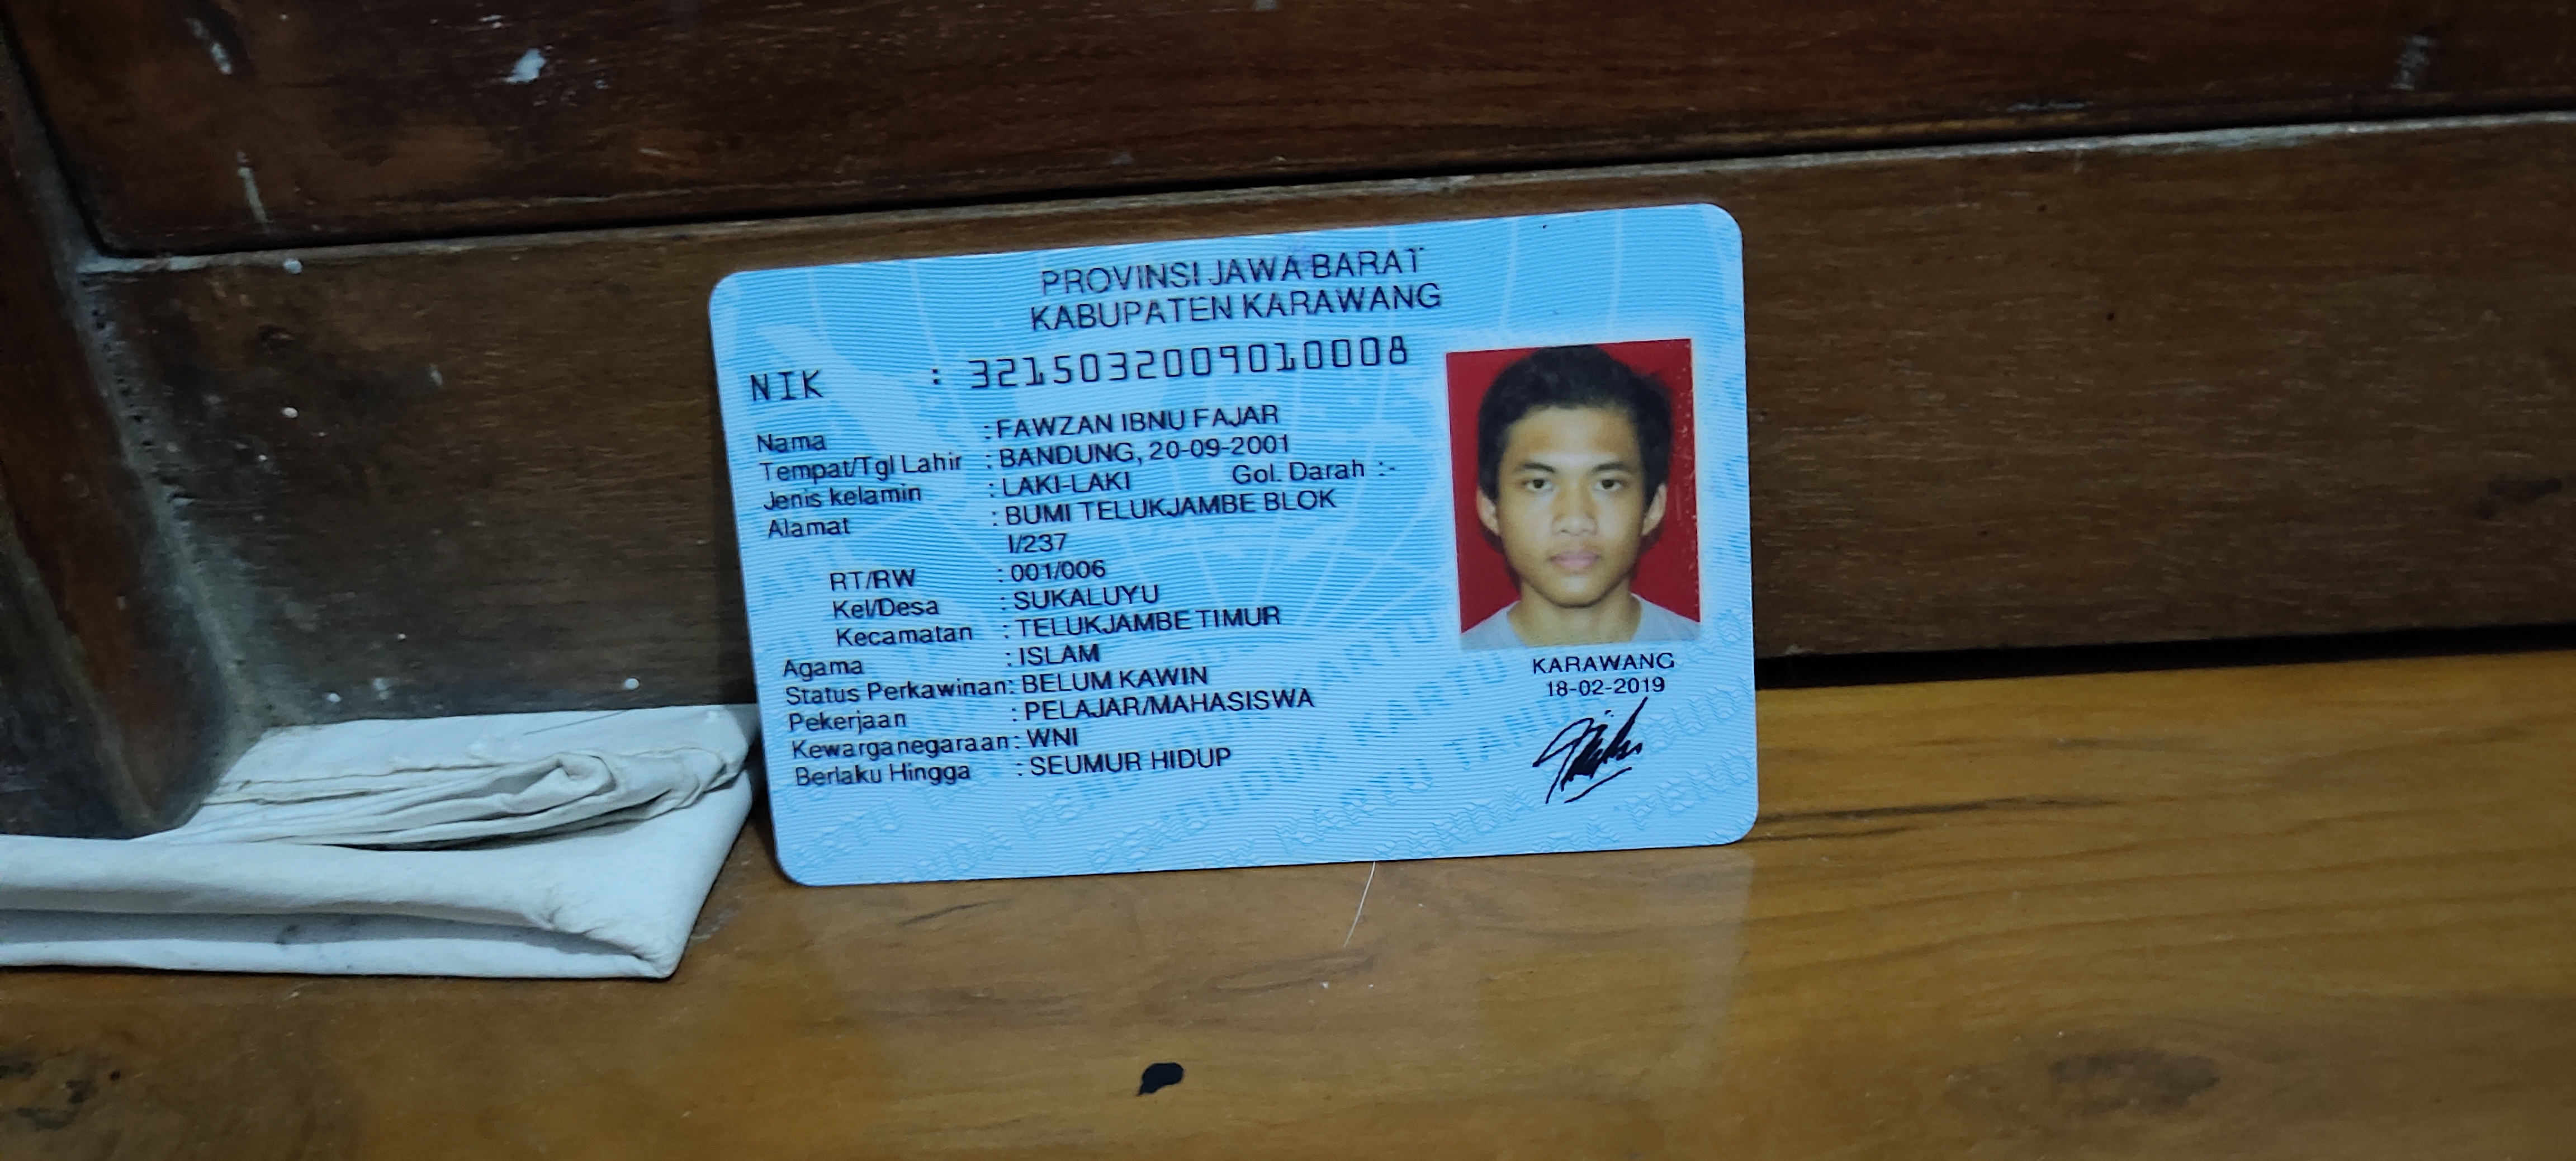 PROVINSI JAWA BARAT
KABUPATEN KARAWANG
NIK : 3215032009010008
Nama : FAWZAN IBNU FAJAR
Tempat/Tgl Lahir : BANDUNG, 20-09-2001
Jenis kelamin : LAKI-LAKI Gol. Darah :-
Alamat : BUMI TELUKJAMBE BLOK
I/237
RT/RW : 001/006
Kel/Desa : SUKALUYU
Kecamatan : TELUKJAMBE TIMUR
Agama : ISLAM
Status Perkawinan: BELUM KAWIN
Pekerjaan : PELAJAR/MAHASISWA
Kewarganegaraan: WNI
Berlaku Hingga : SEUMUR HIDUP
KARAWANG
18-02-2019